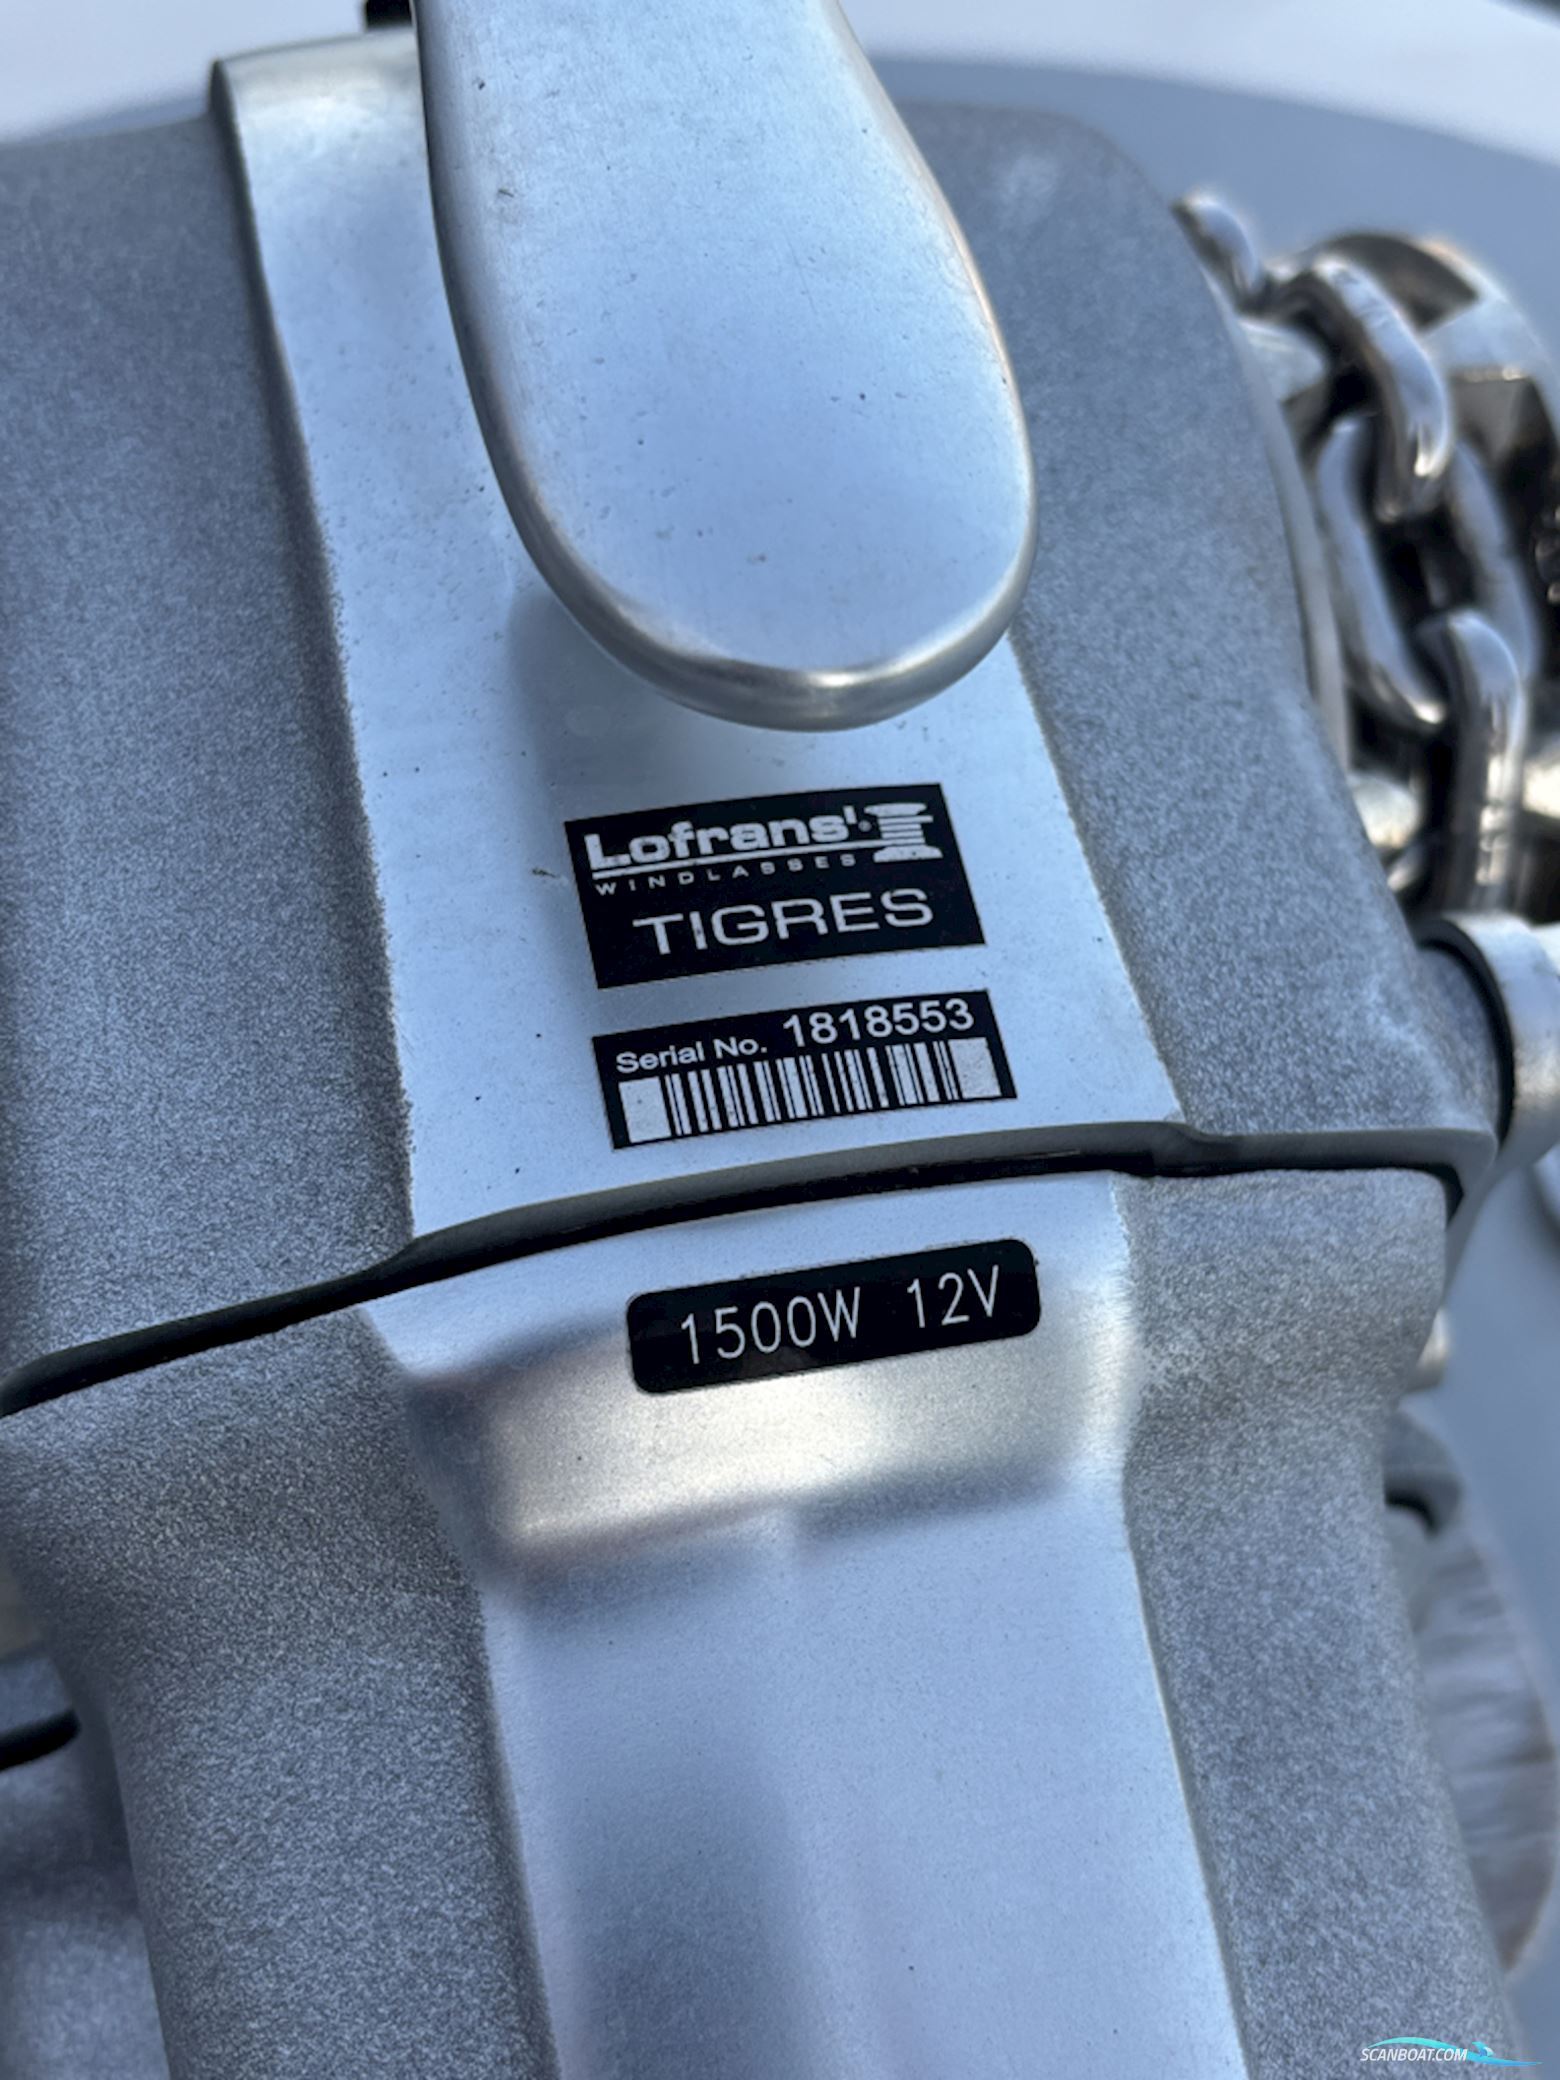 Lofrans'®
WINDLASSES
TIGRES
Serial No. 1818553
1500W 12V
SCANBOAT.COM